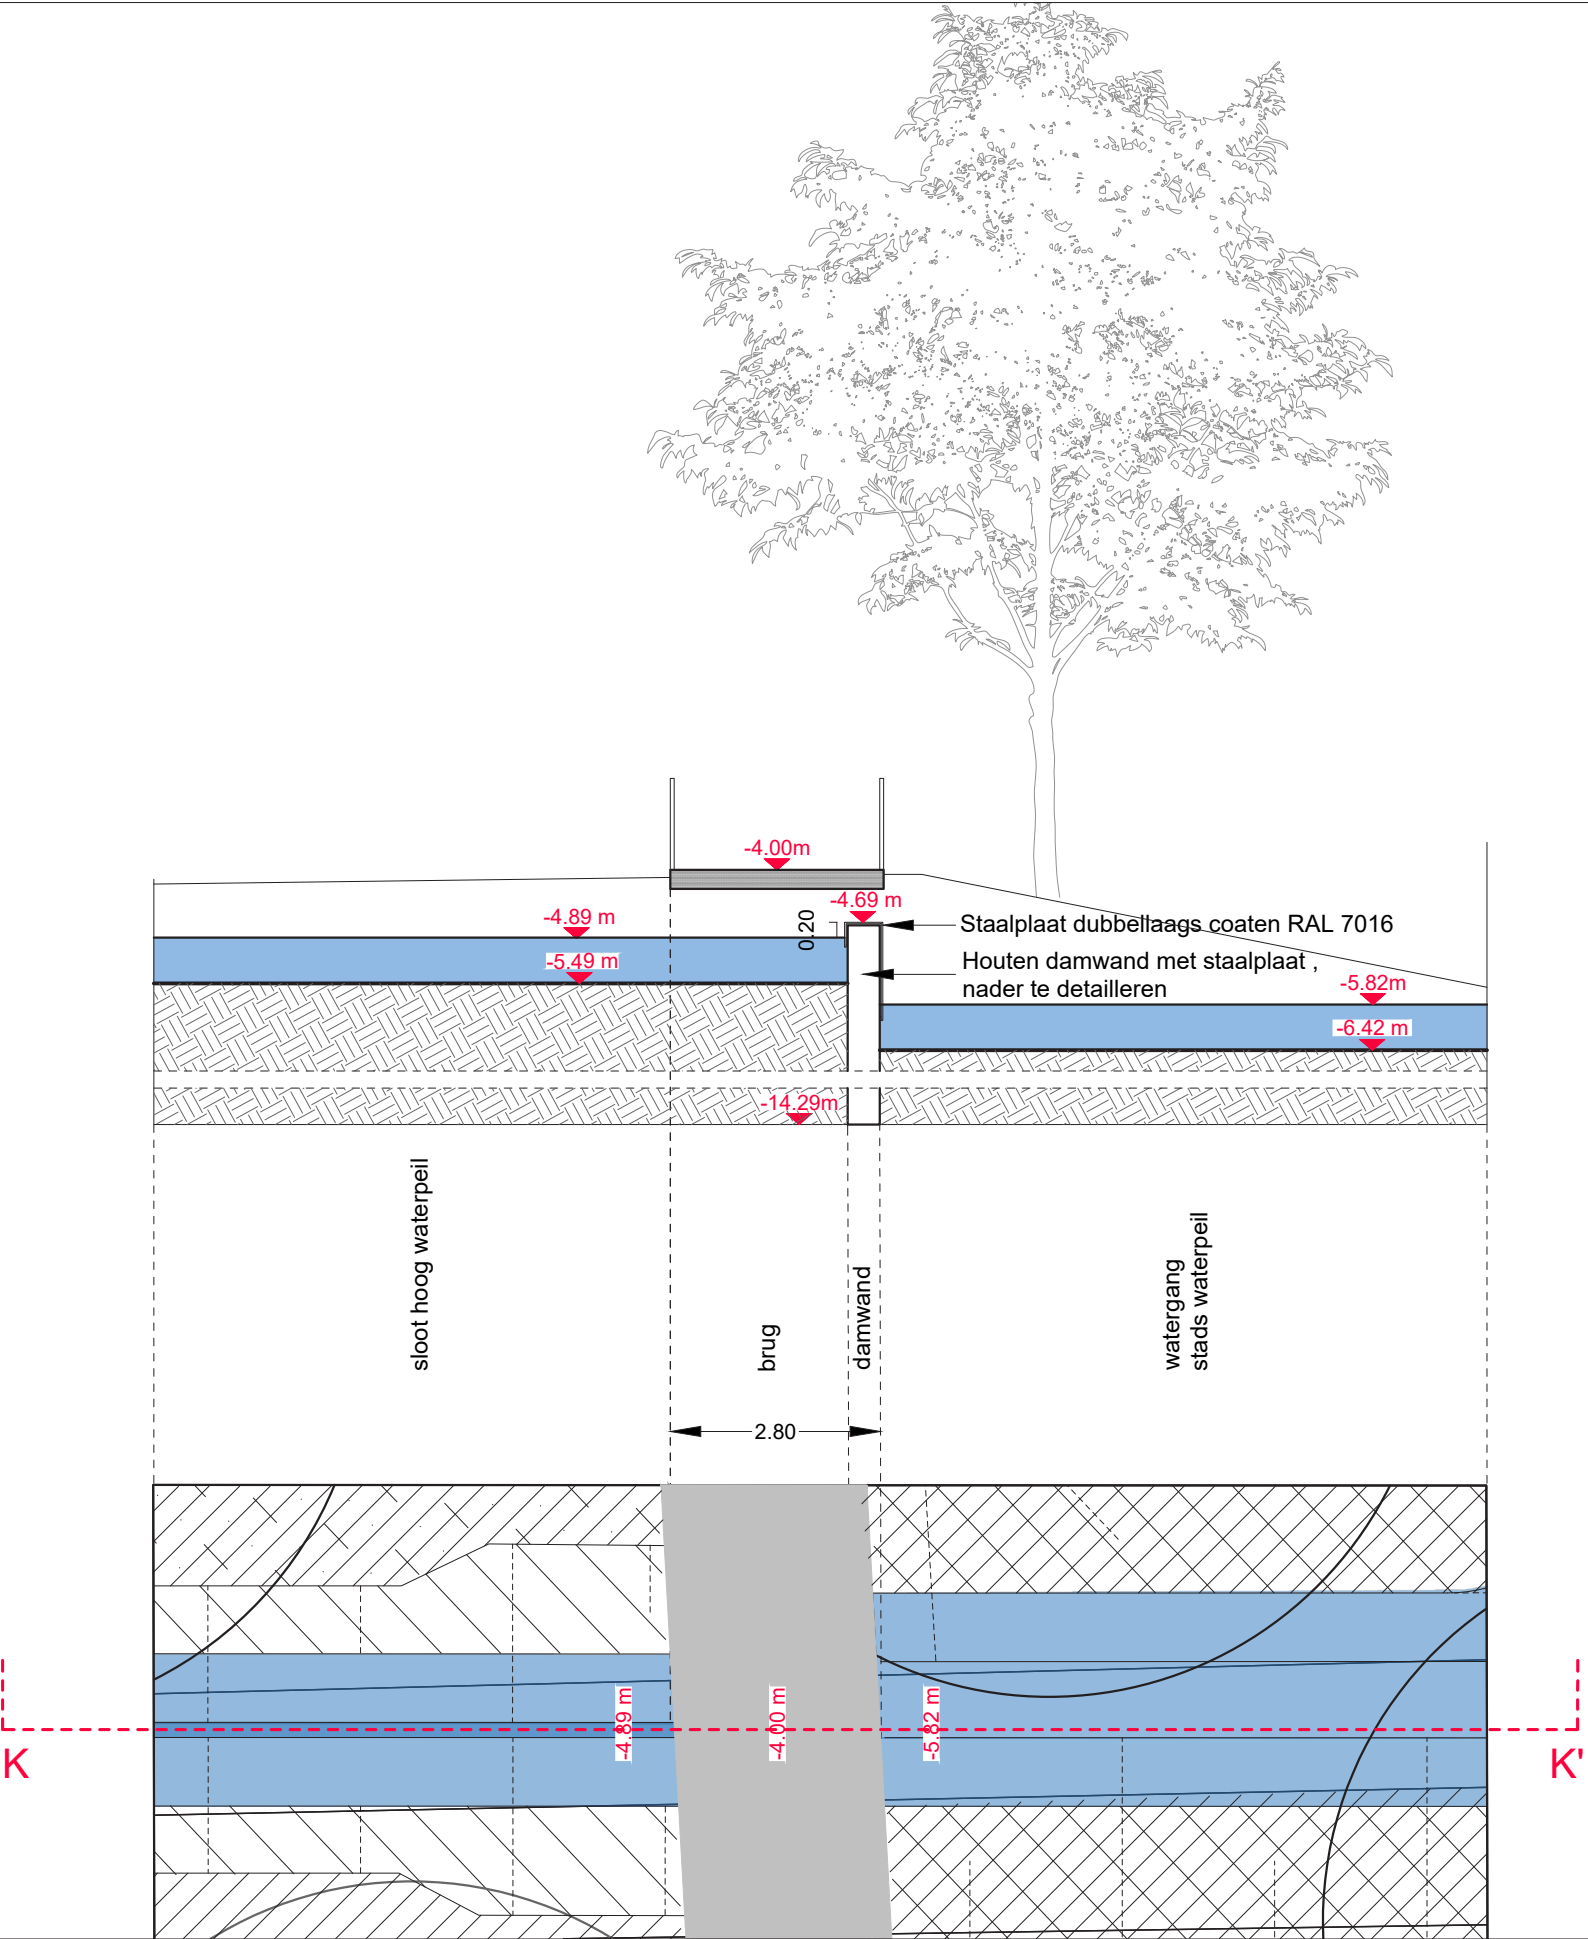 -4.00m
-4.69 m
-4.89 m
0.20
Staalplaat dubbellaags coaten RAL 7016
-5.49 m
Houten damwand met staalplaat ,
nader te detailleren
-5.82m
-6.42 m
-14.29m
sloot hoog waterpeil
brug
damwand
watergang
stads waterpeil
2.80
-4.89 m
-4.00 m
-5.82 m
K
K'